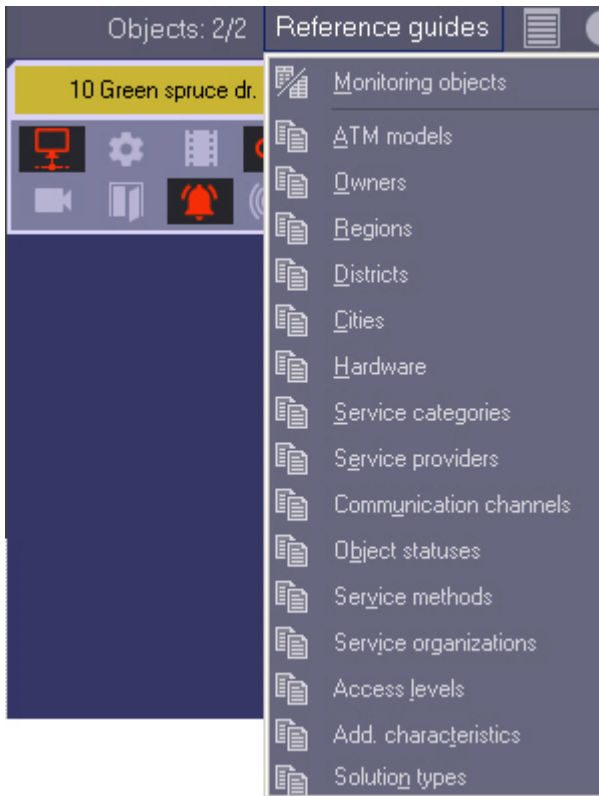 Objects: 2/2 Reference guides
10 Green spruce dr.
Monitoring objects
ATM models
Owners
Regions
Districts
Cities
Hardware
Service categories
Service providers
Communication channels
Object statuses
Service methods
Service organizations
Access levels
Add. characteristics
Solution types